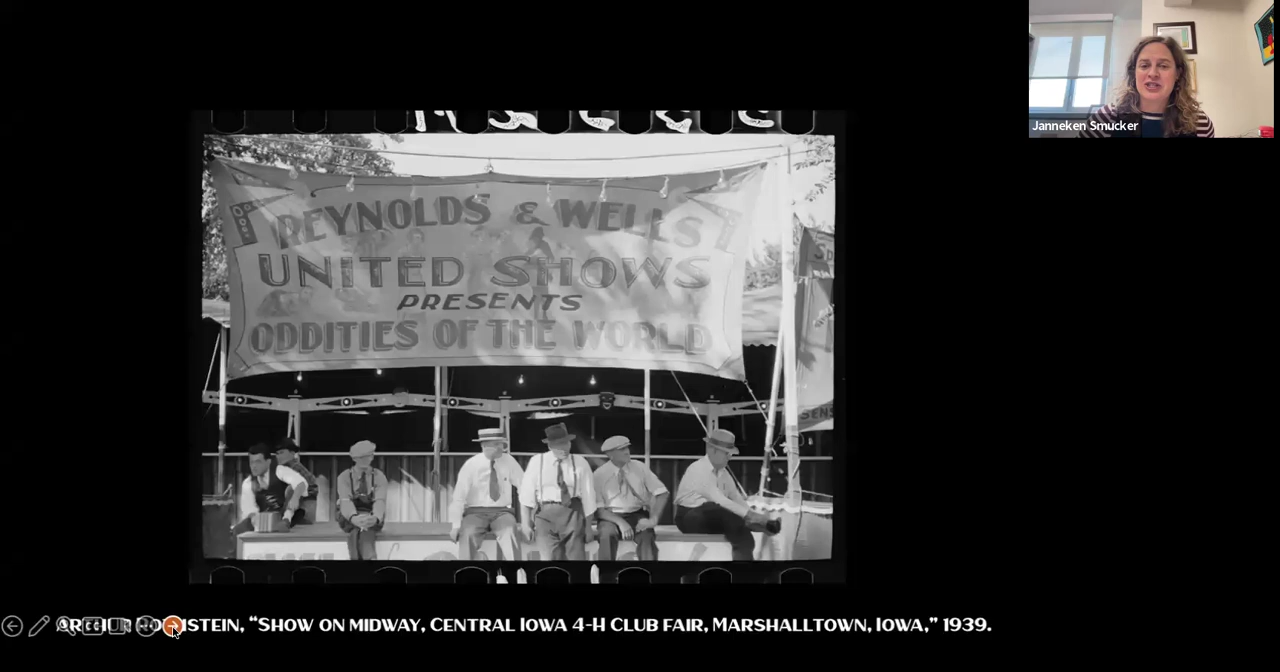 REYNOLDS & WELLS
UNITED SHOWS
PRESENTS
ODDITIES OF THE WORLD
SENS
Janneken Smucker
STEIN, “SHOW ON MIDWAY, CENTRAL IOWA 4-H CLUB FAIR, MARSHALLTOWN, IOWA,” 1939.